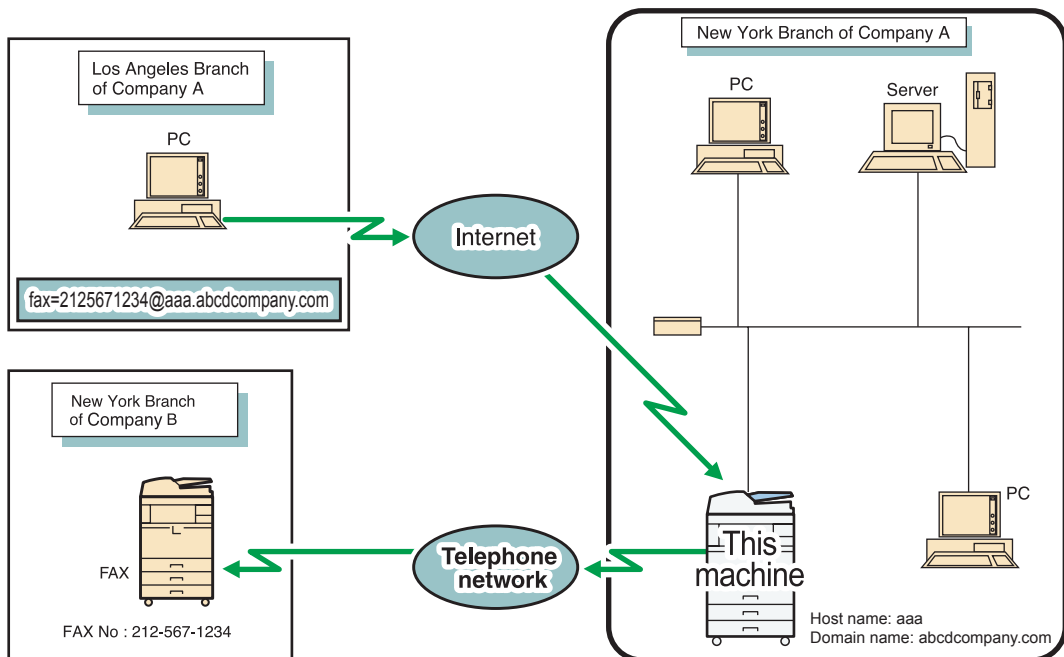 Los Angeles Branch
of Company A
PC
fax=2125671234@aaa.abcdcompany.com
Internet
New York Branch of Company A
PC
Server
New York Branch
of Company B
FAX
FAX No : 212-567-1234
Telephone
network
This
machine
PC
Host name: aaa
Domain name: abcdcompany.com